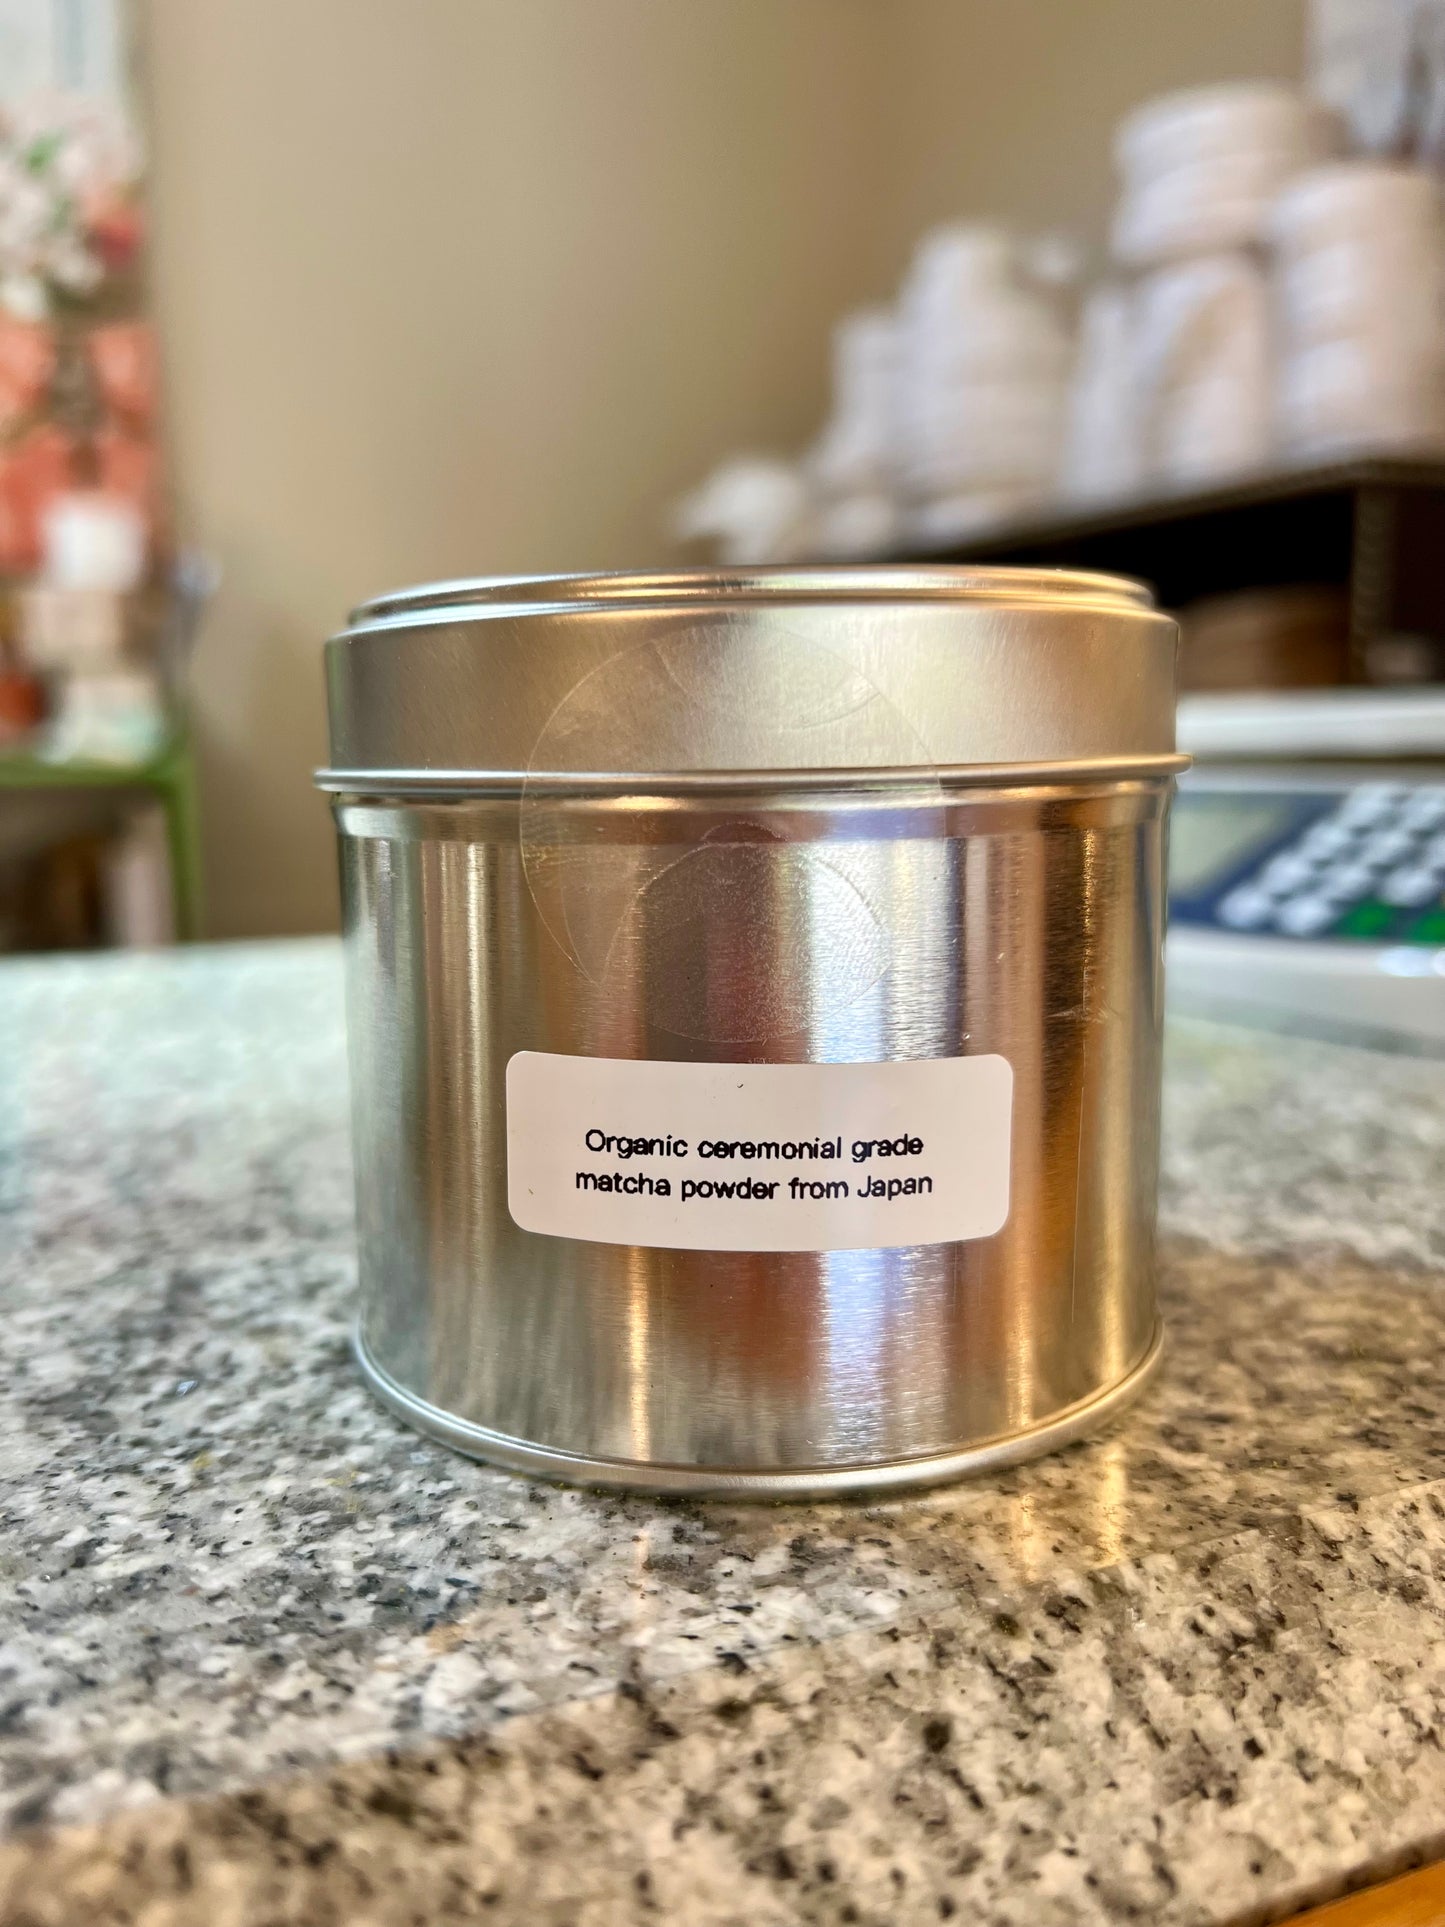 Organic ceremonial grade
matcha powder from Japan